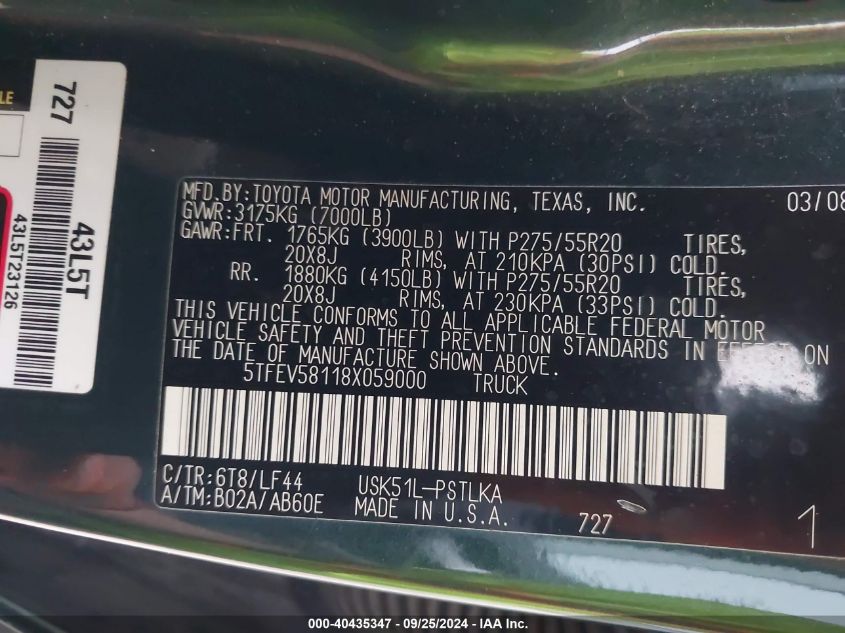 LE
727
43L5T
43L5T23126
MFD.BY:TOYOTA MOTOR MANUFACTURING, TEXAS, INC. 03/08
GVWR:3175KG (7000LB)
GAWR:FRT. 1765KG (3900LB) WITH P275/55R20 TIRES,
20X8J RIMS, AT 210KPA (30PSI) COLD.
RR. 1880KG (4150LB) WITH P275/55R20 TIRES,
20X8J RIMS, AT 230KPA (33PSI) COLD.
THIS VEHICLE CONFORMS TO ALL APPLICABLE FEDERAL MOTOR
VEHICLE SAFETY AND THEFT PREVENTION STANDARDS IN EFFECT ON
THE DATE OF MANUFACTURE SHOWN ABOVE.
5TFEV58118X059000 TRUCK
C/TR:6T8/LF44 USK51L-PSTLKA
A/TM:B02A/AB60E MADE IN U.S.A. 727
1
000-40435347 - 09/25/2024 - IAA Inc.